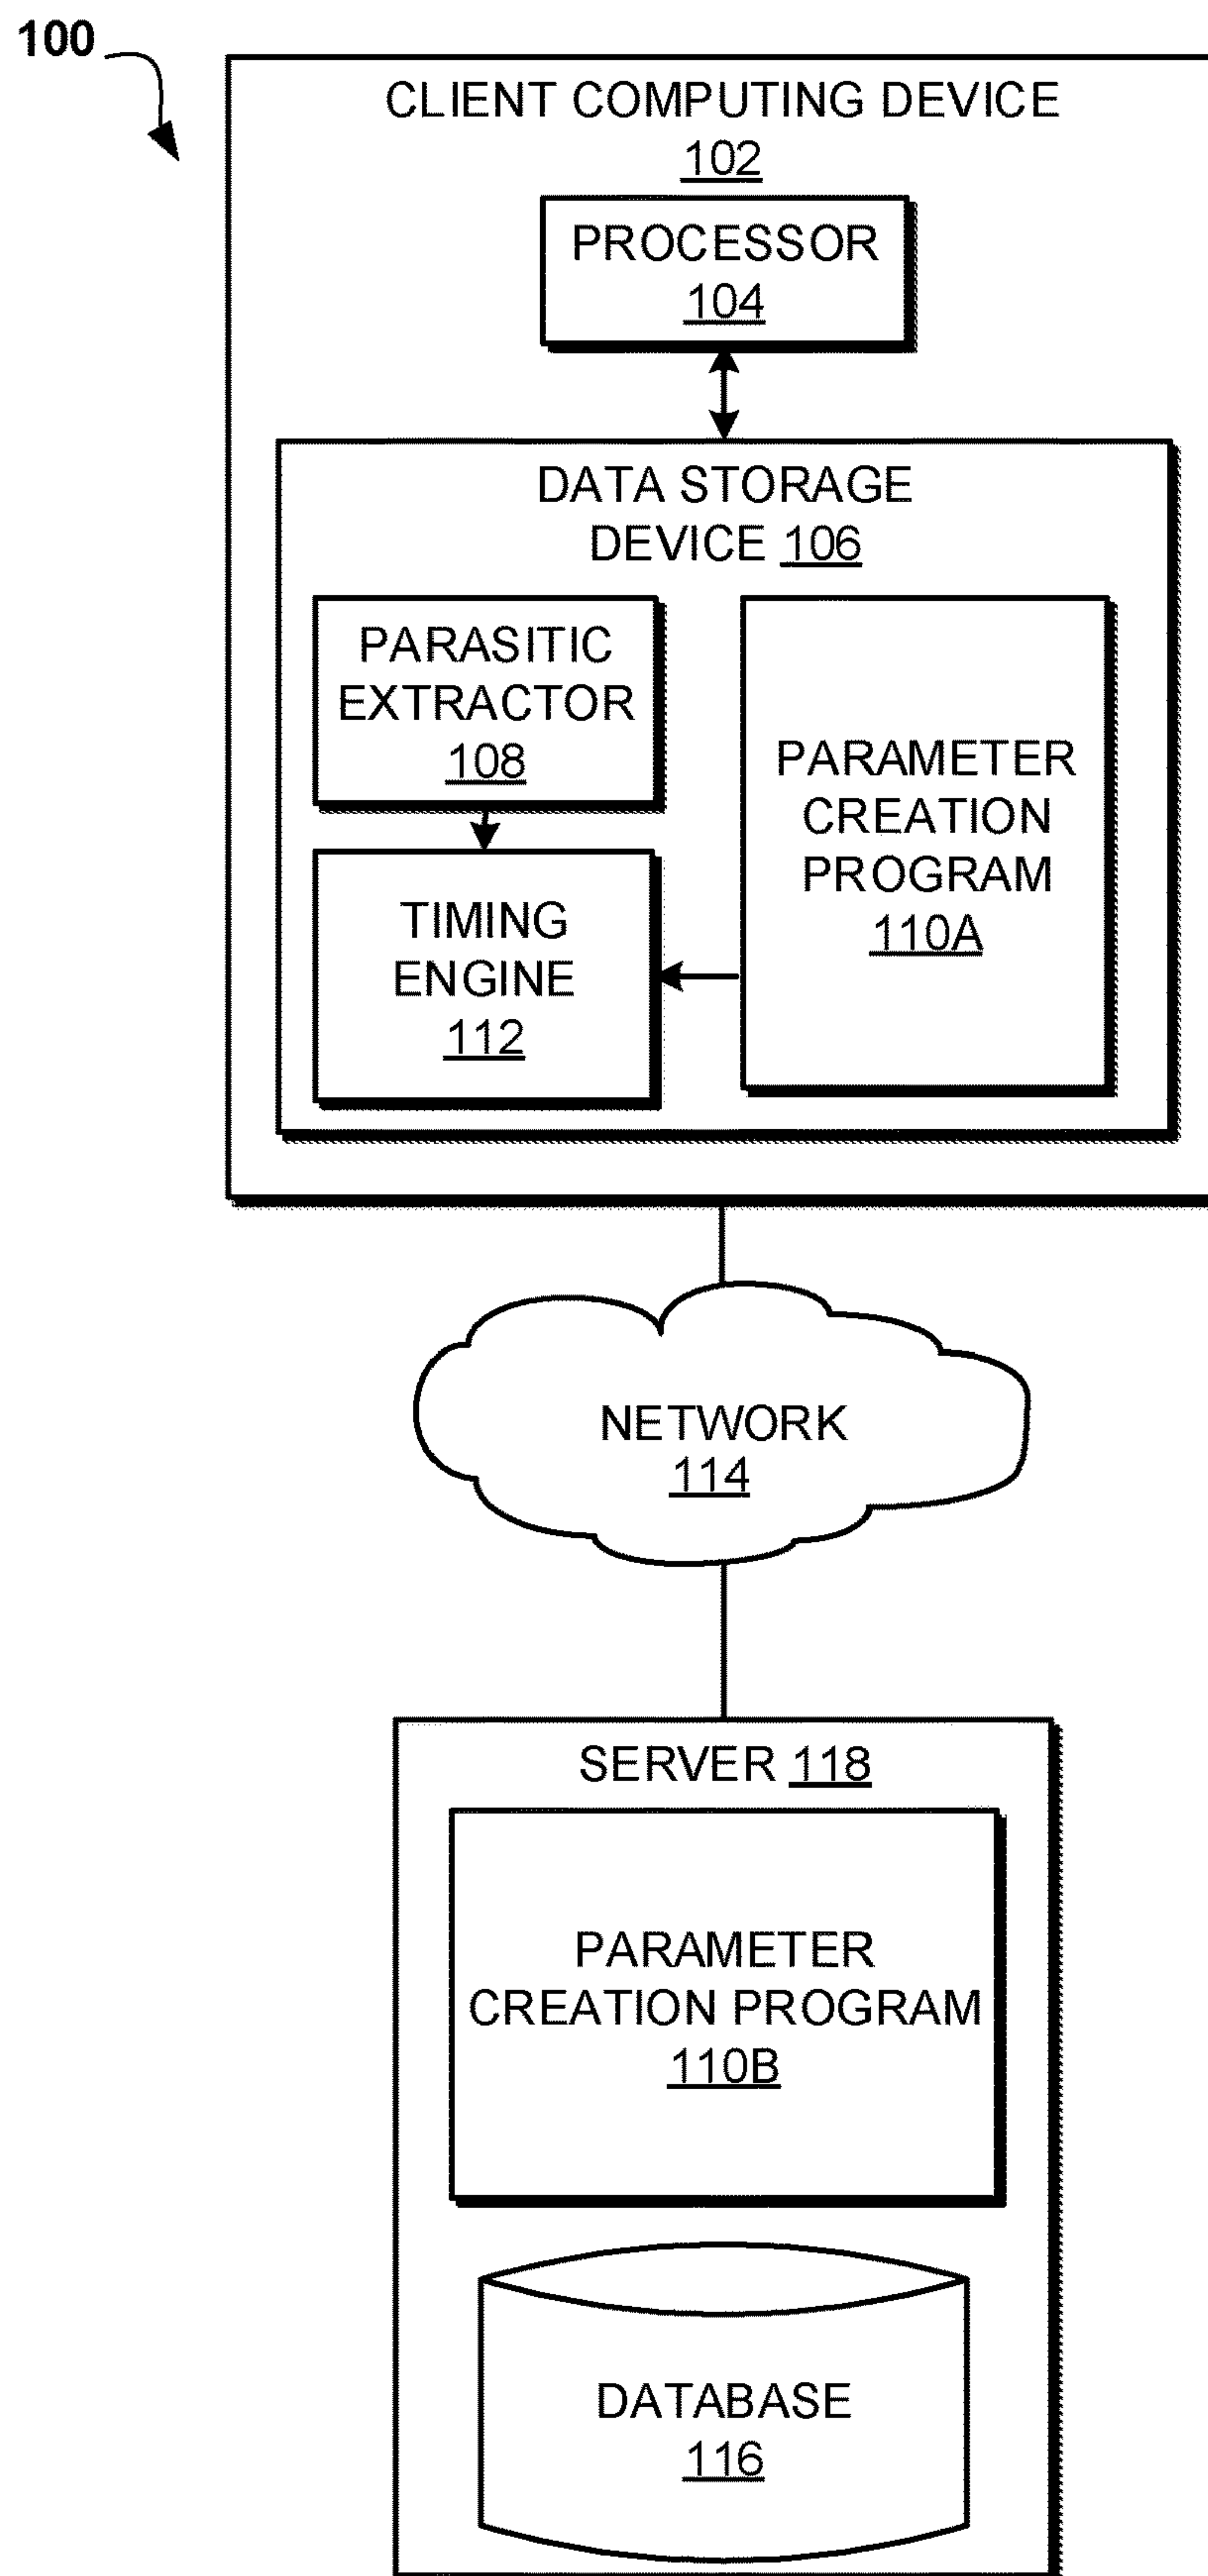 100
CLIENT COMPUTING DEVICE
102
PROCESSOR
104
DATA STORAGE
DEVICE 106
PARASITIC
EXTRACTOR
108
PARAMETER
CREATION
PROGRAM
110A
TIMING
ENGINE
112
NETWORK
114
SERVER 118
PARAMETER
CREATION PROGRAM
110B
DATABASE
116